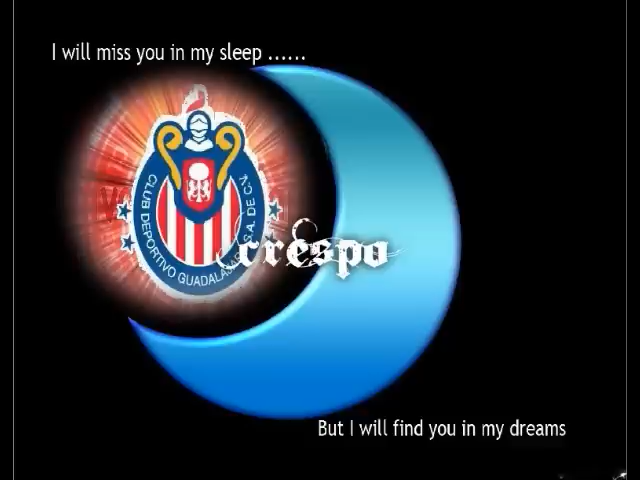 I will miss you in my sleep ......
CLUB DEPORTIVO GUADALAJARA S.A. DE C.V.
crespo
But I will find you in my dreams